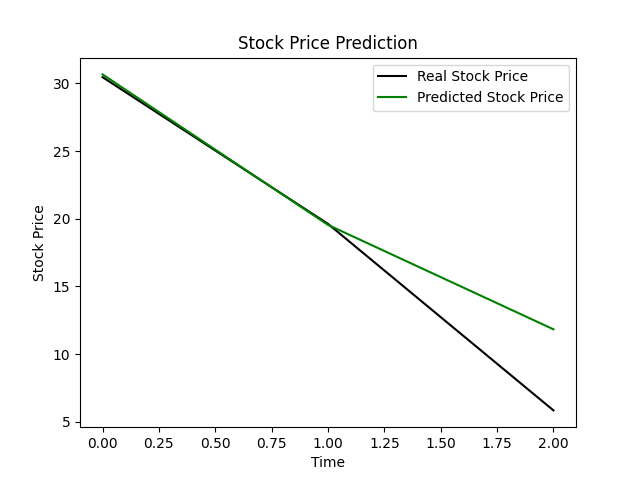 Stock Price Prediction
Real Stock Price
Predicted Stock Price
Stock Price
30
25
20
15
10
5
0.00 0.25 0.50 0.75 1.00 1.25 1.50 1.75 2.00
Time